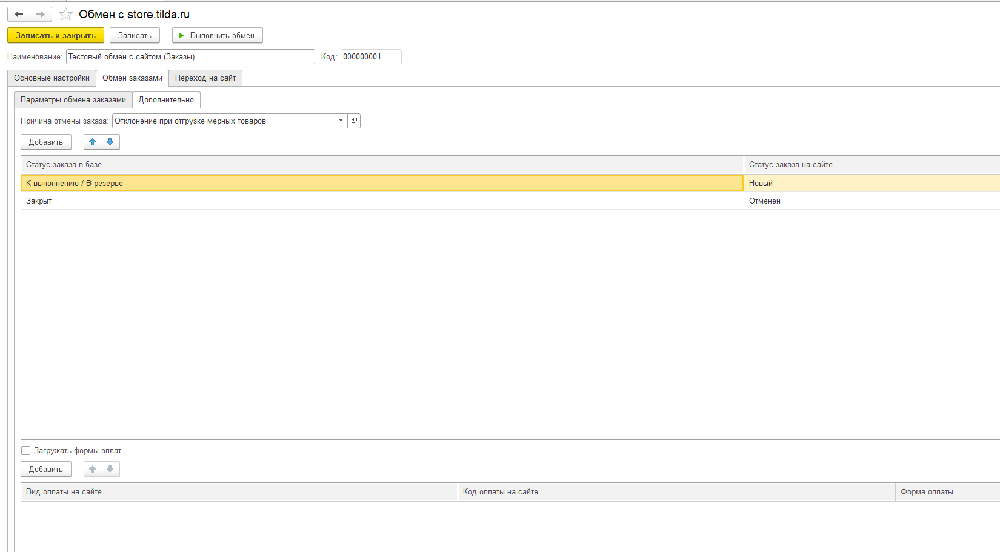 Обмен с store.tilda.ru
Записать и закрыть Записать Выполнить обмен
Наименование: Тестовый обмен с сайтом (Заказы) Код: 000000001
Основные настройки Обмен заказами Переход на сайт
Параметры обмена заказами Дополнительно
Причина отмены заказа: Отклонение при отгрузке мерных товаров
Добавить
Статус заказа в базе Статус заказа на сайте
К выполнению / В резерве Новый
Закрыт Отменен
Загружать формы оплат
Добавить
Вид оплаты на сайте Код оплаты на сайте Форма оплаты